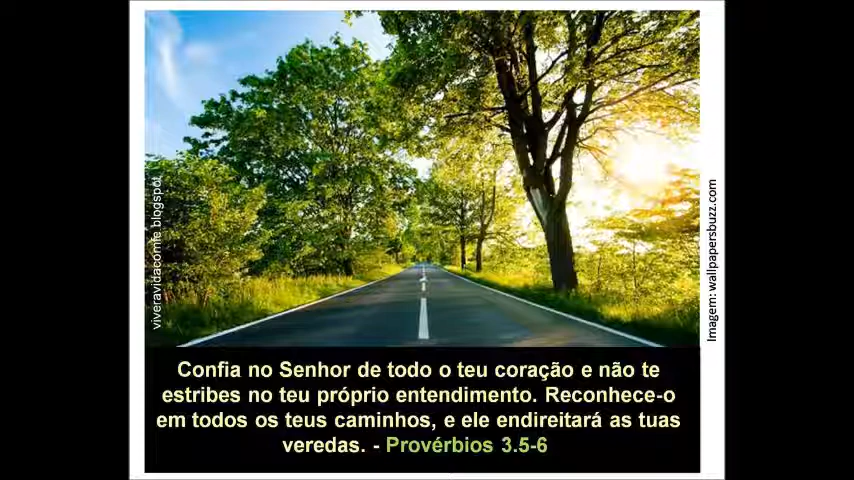 viveravidacomfe.blogspot
Imagem: wallpapersbuzz.com
Confia no Senhor de todo o teu coração e não te
estribes no teu próprio entendimento. Reconhece-o
em todos os teus caminhos, e ele endireitará as tuas
veredas. - Provérbios 3.5-6